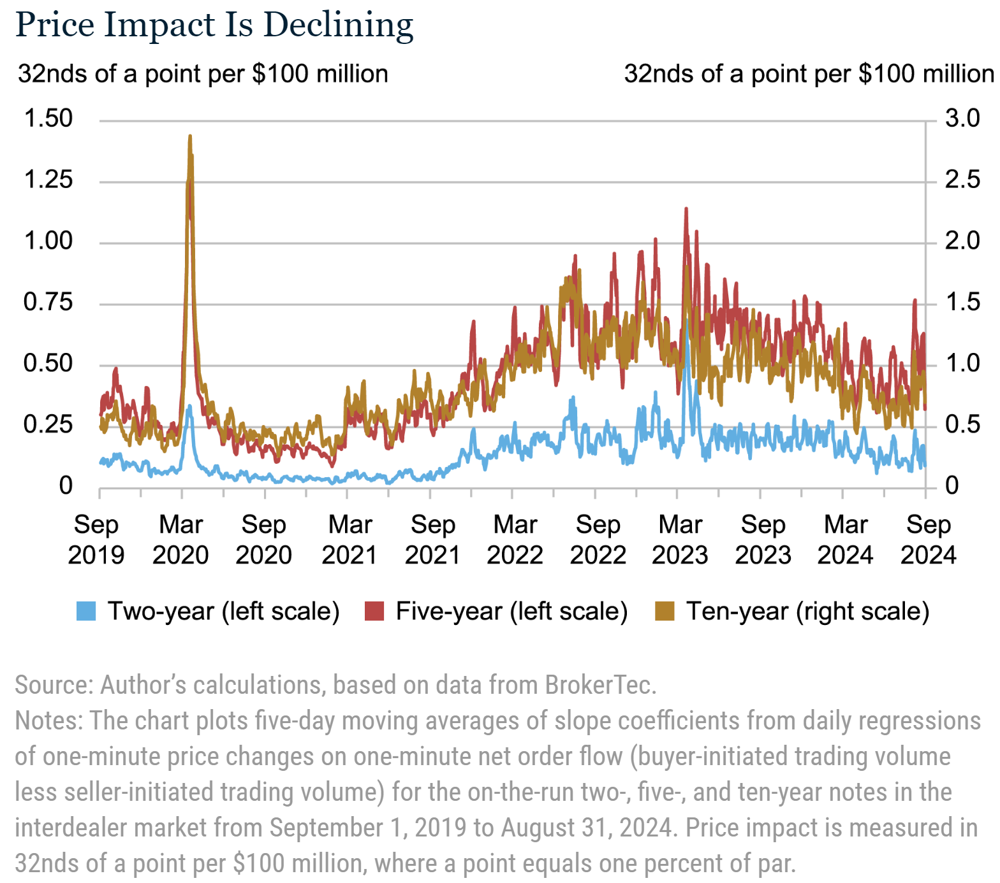 Price Impact Is Declining
32nds of a point per $100 million
32nds of a point per $100 million
1.50
3.0
1.25
2.5
1.00
2.0
0.75
1.5
0.50
1.0
0.25
0.5
0
0
Sep Mar Sep Mar Sep Mar Sep Mar Sep Mar Sep
2019 2020 2020 2021 2021 2022 2022 2023 2023 2024 2024
Two-year (left scale) Five-year (left scale) Ten-year (right scale)
Source: Author’s calculations, based on data from BrokerTec.
Notes: The chart plots five-day moving averages of slope coefficients from daily regressions
of one-minute price changes on one-minute net order flow (buyer-initiated trading volume
less seller-initiated trading volume) for the on-the-run two-, five-, and ten-year notes in the
interdealer market from September 1, 2019 to August 31, 2024. Price impact is measured in
32nds of a point per $100 million, where a point equals one percent of par.